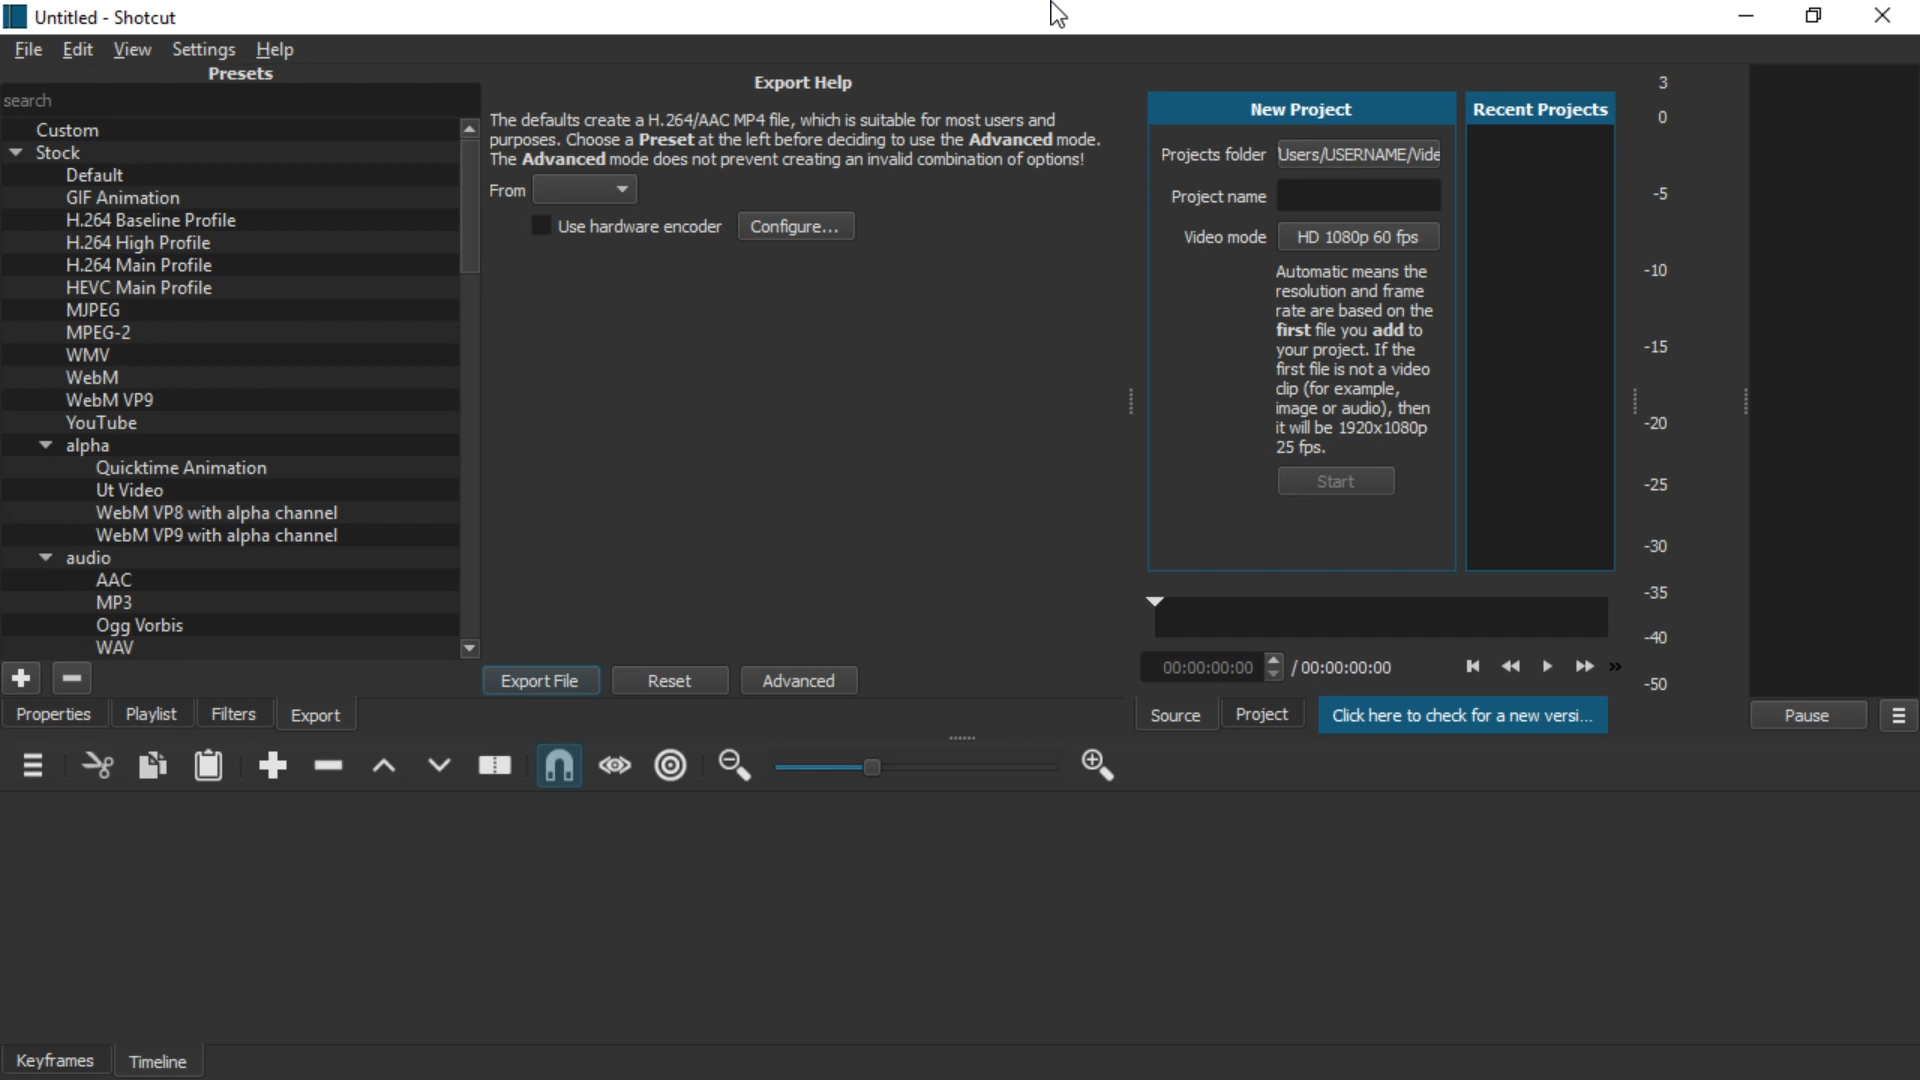 Untitled - Shotcut
File Edit View Settings Help
Presets
search
Custom
Stock
Default
GIF Animation
H.264 Baseline Profile
H.264 High Profile
H.264 Main Profile
HEVC Main Profile
MJPEG
MPEG-2
WMV
WebM
WebM VP9
YouTube
alpha
Quicktime Animation
Ut Video
WebM VP8 with alpha channel
WebM VP9 with alpha channel
audio
AAC
MP3
Ogg Vorbis
WAV
Properties Playlist Filters Export
Export Help
The defaults create a H.264/AAC MP4 file, which is suitable for most users and
purposes. Choose a Preset at the left before deciding to use the Advanced mode.
The Advanced mode does not prevent creating an invalid combination of options!
From
Use hardware encoder Configure...
Export File Reset Advanced
New Project
Projects folder 'Users/USERNAME/Vide
Project name
Video mode HD 1080p 60 fps
Automatic means the
resolution and frame
rate are based on the
first file you add to
your project. If the
first file is not a video
clip (for example,
image or audio), then
it will be 1920x1080p
25 fps.
Start
Recent Projects
00:00:00:00 / 00:00:00:00
Source Project Click here to check for a new versi...
3
0
-5
-10
-15
-20
-25
-30
-35
-40
-50
Pause
Keyframes Timeline